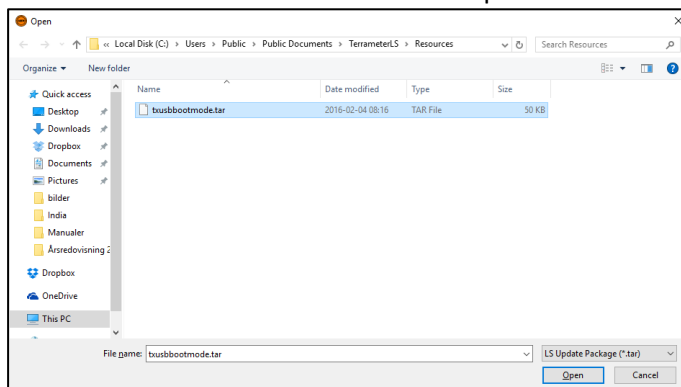 Open
« Local Disk (C:) › Users › Public › Public Documents › TerrameterLS › Resources
Search Resources
Organize
New folder
Name
Date modified
Type
Size
Quick access
Desktop
Downloads
Dropbox
Documents
Pictures
bilder
India
Manualer
Årsredovisning 2
Dropbox
OneDrive
This PC
txusbbootmode.tar
2016-02-04 08:16
TAR File
50 KB
File name: txusbbootmode.tar
LS Update Package (*.tar)
Open
Cancel